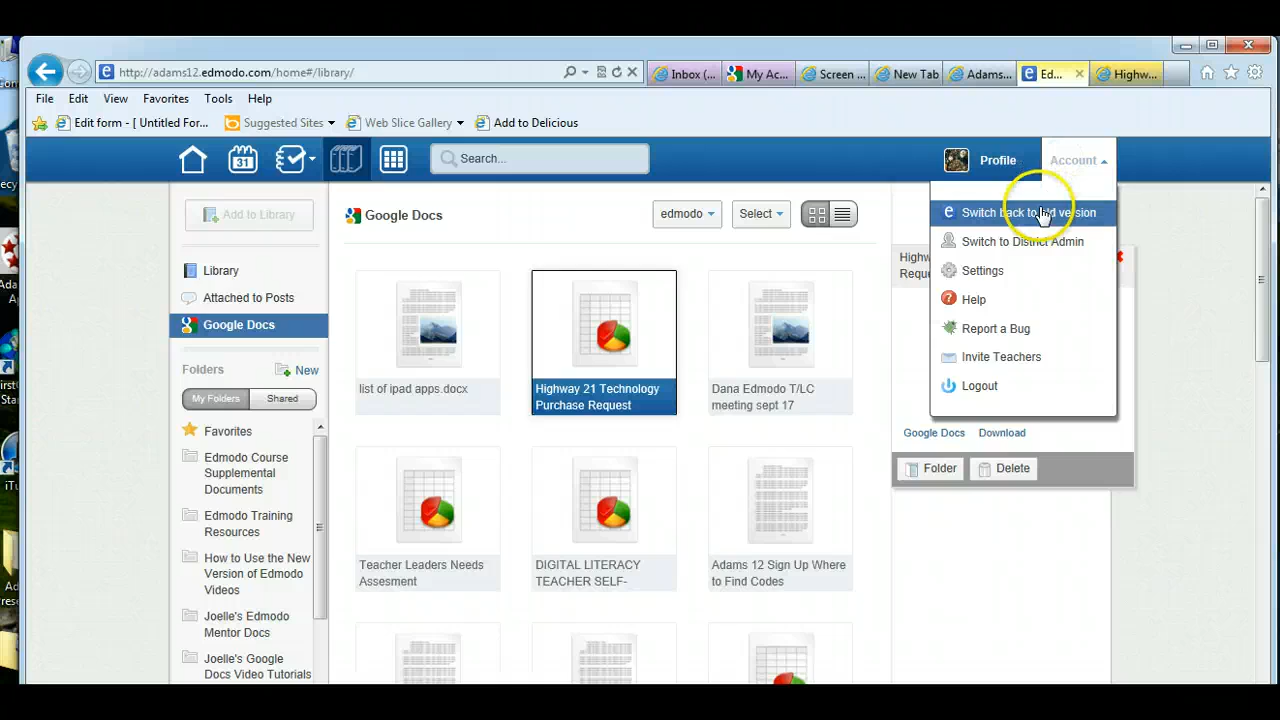 http://adams12.edmodo.com/home#/library/
Inbox (...
My Ac...
Screen ...
New Tab
Adams...
Ed...
Highw...
File Edit View Favorites Tools Help
Edit form - [ Untitled For...
Suggested Sites
Web Slice Gallery
Add to Delicious
31
Search...
Profile
Account
Add to Library
Google Docs
edmodo
Select
Switch back to old version
Switch to District Admin
Settings
Help
Report a Bug
Invite Teachers
Logout
Library
Attached to Posts
Google Docs
Folders
New
My Folders
Shared
Favorites
Edmodo Course
Supplemental
Documents
Edmodo Training
Resources
How to Use the New
Version of Edmodo
Videos
Joelle's Edmodo
Mentor Docs
Joelle's Google
Docs Video Tutorials
list of ipad apps.docx
Highway 21 Technology
Purchase Request
Dana Edmodo T/LC
meeting sept 17
Teacher Leaders Needs
Assesment
DIGITAL LITERACY
TEACHER SELF-
Adams 12 Sign Up Where
to Find Codes
Highw
Reque
Google Docs
Download
Folder
Delete